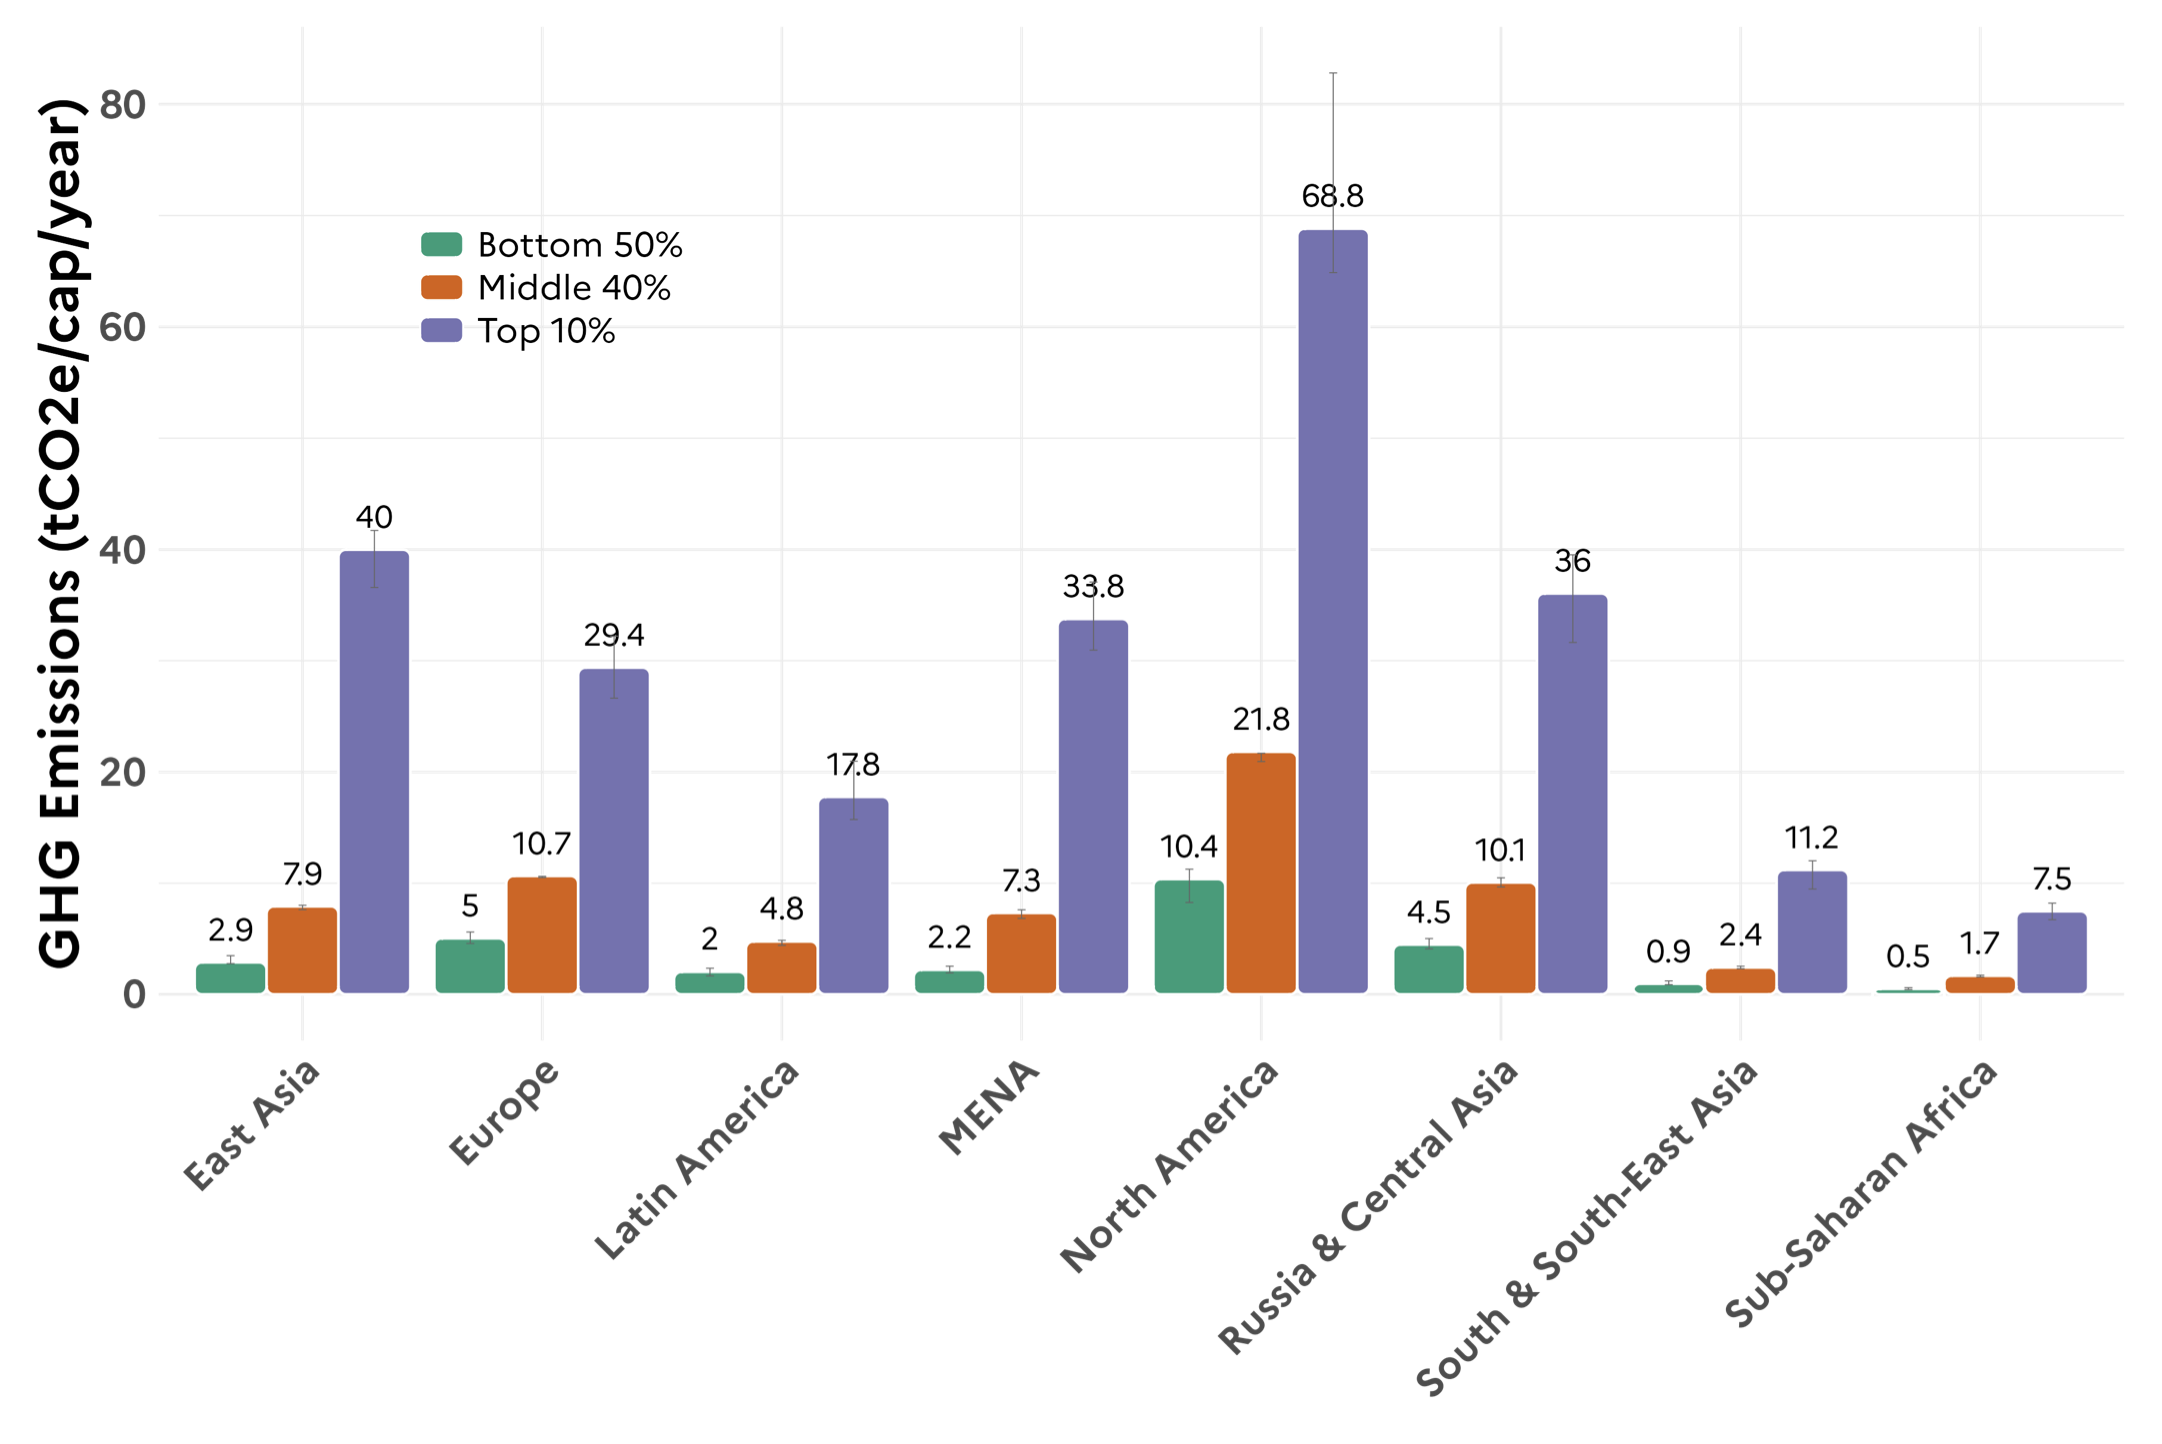 GHG Emissions (tCO2e/cap/year)
80
60
40
20
0
Bottom 50%
Middle 40%
Top 10%
2.9
7.9
40
5
10.7
29.4
2
4.8
17.8
2.2
7.3
33.8
10.4
21.8
68.8
4.5
10.1
36
0.9
2.4
11.2
0.5
1.7
7.5
East Asia
Europe
Latin America
MENA
North America
Russia & Central Asia
South & South-East Asia
Sub-Saharan Africa